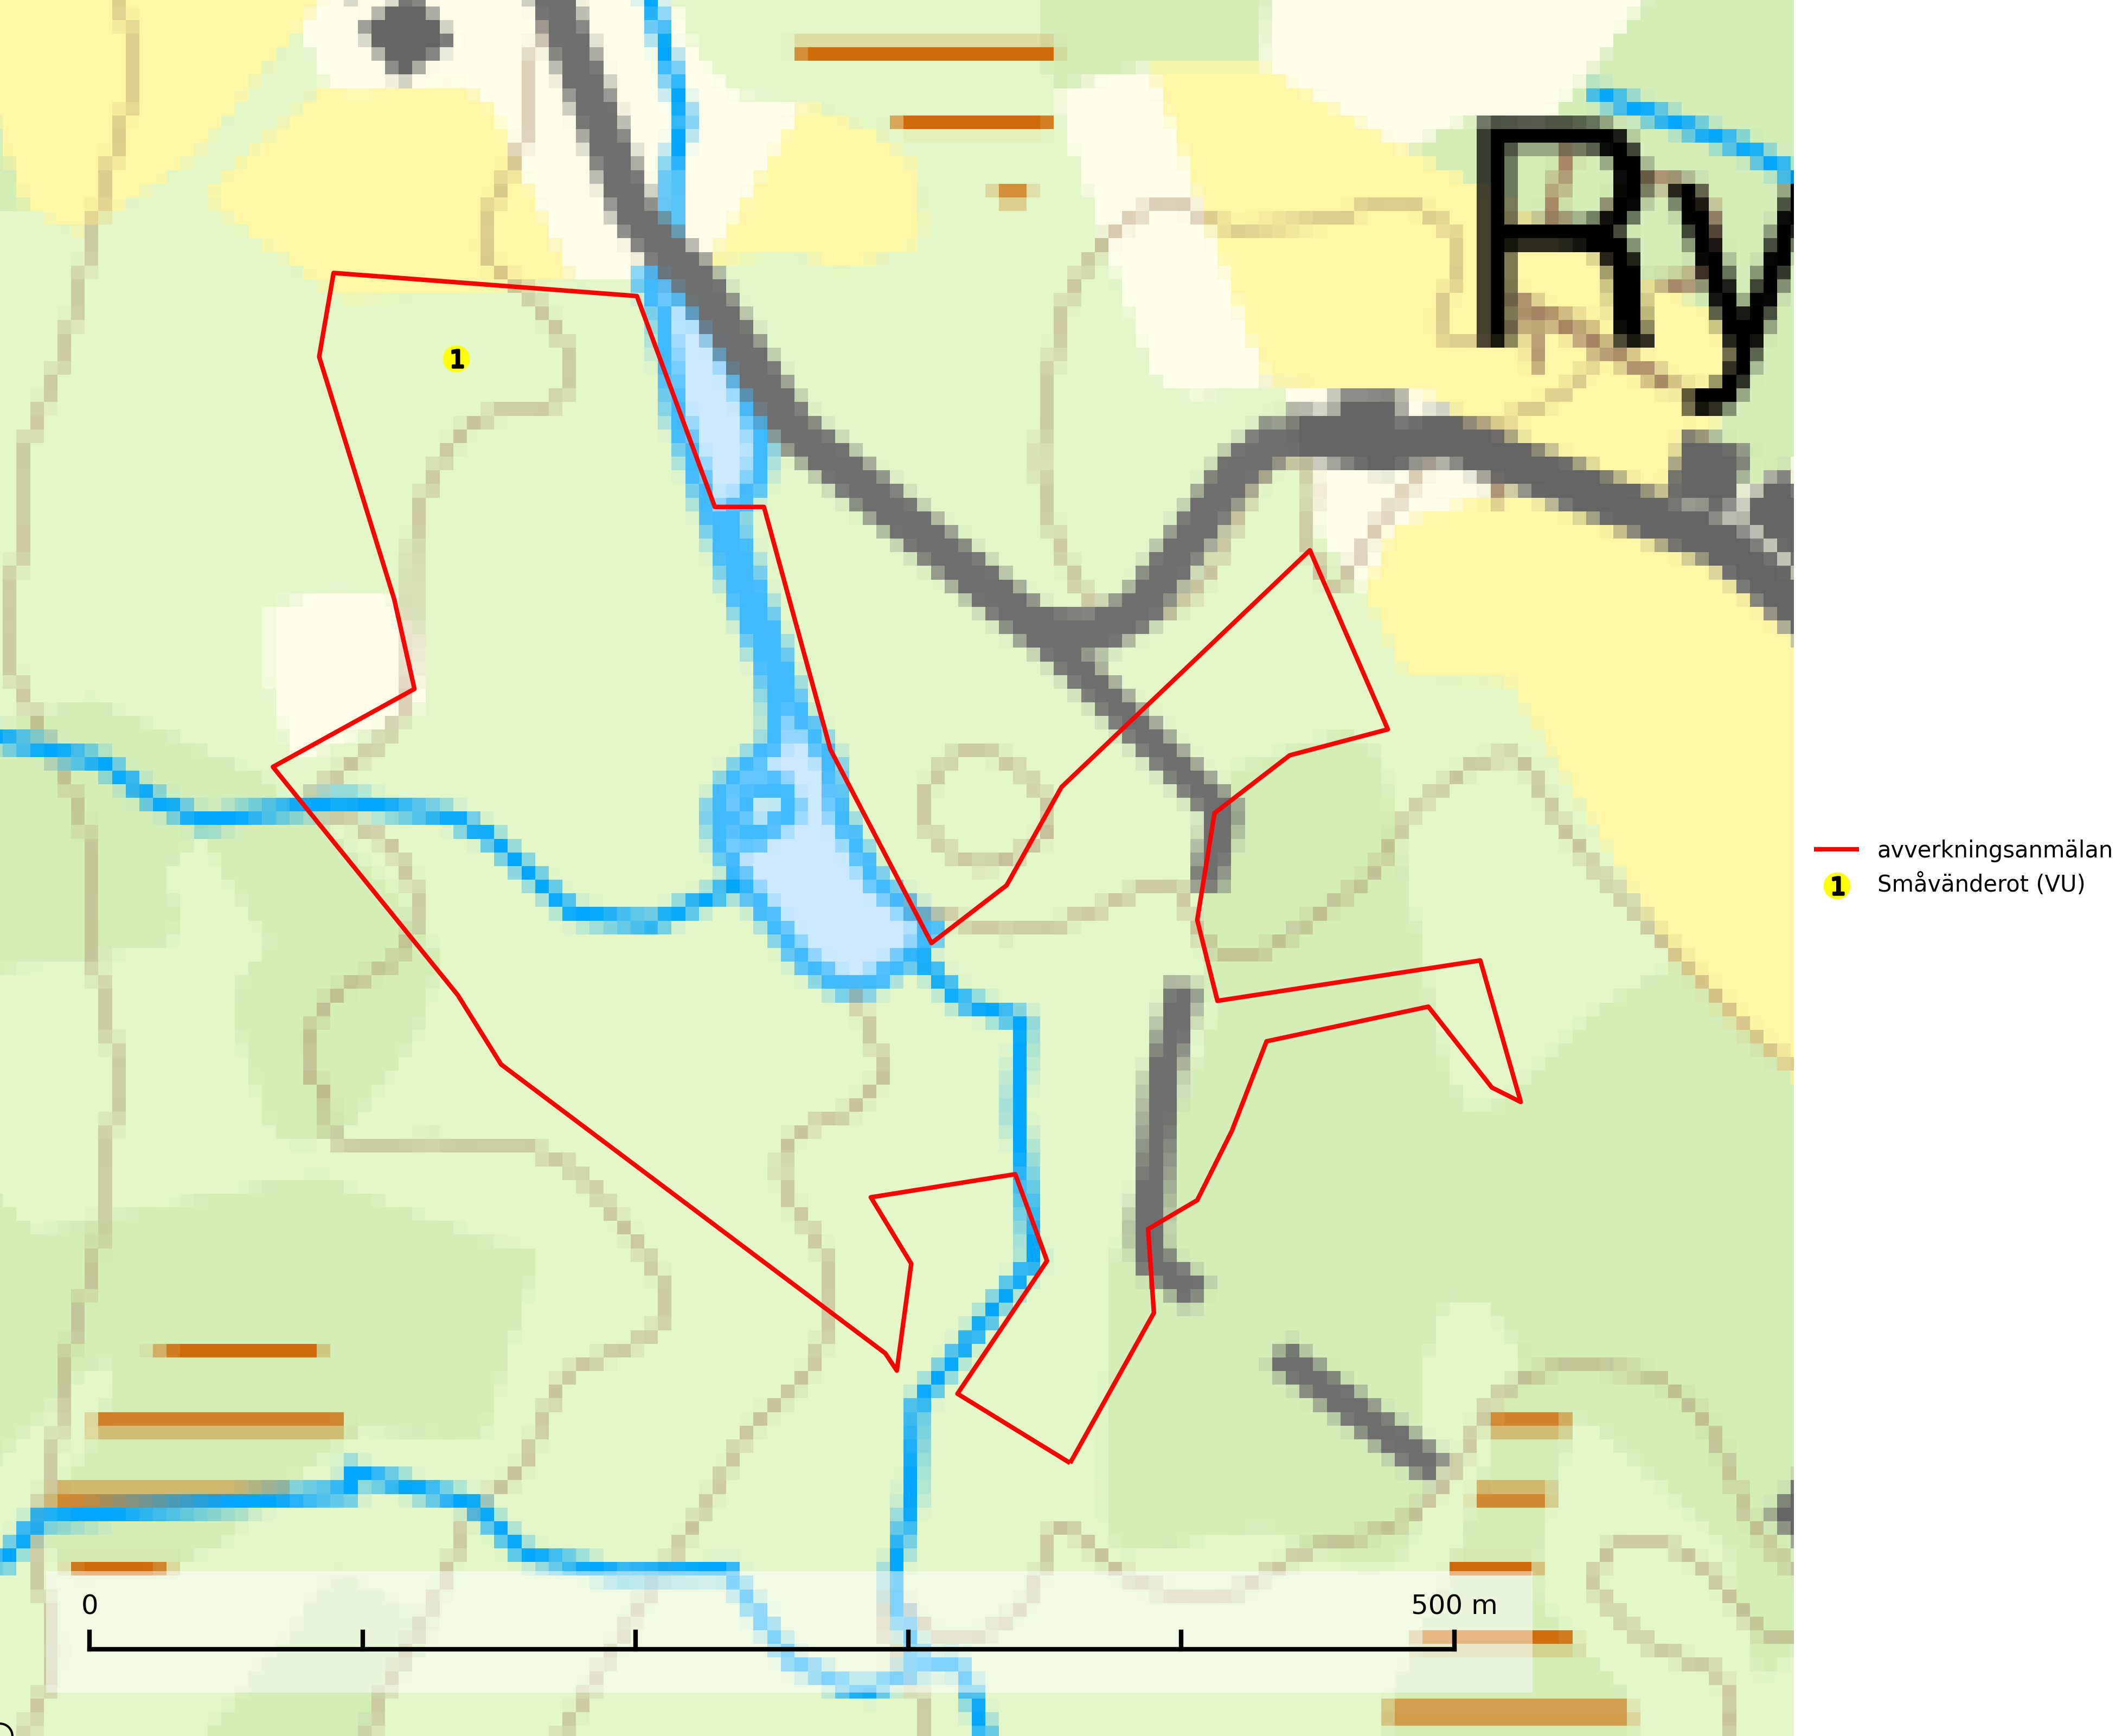 Ry
1
avverkningsanmälan
1 Småvänderot (VU)
0 500 m